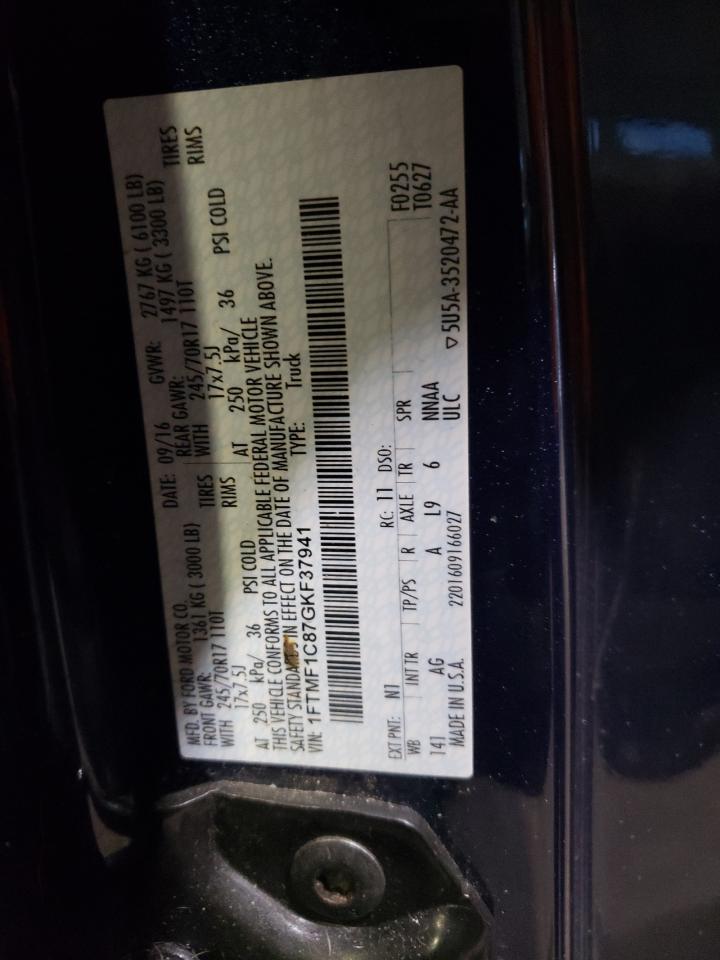 MFD. BY FORD MOTOR CO. DATE: 09/16 GVWR: 2767 KG ( 6100 LB)
FRONT GAWR: 1361 KG ( 3000 LB) REAR GAWR: 1497 KG ( 3300 LB)
WITH 245/70R17 110T TIRES WITH 245/70R17 110T TIRES
17x7.5J RIMS 17x7.5J RIMS
AT 250 kPa/ 36 PSI COLD AT 250 kPa/ 36 PSI COLD
THIS VEHICLE CONFORMS TO ALL APPLICABLE FEDERAL MOTOR VEHICLE
SAFETY STANDARDS IN EFFECT ON THE DATE OF MANUFACTURE SHOWN ABOVE.
VIN: 1FTMF1C87GKF37941 TYPE: Truck
EXT PNT: N1 RC: 11 DSO: F0255
WB INT TR TP/PS R AXLE TR SPR T0627
141 AG A L9 6 NNAA
MADE IN U.S.A. 2201609166027 ULC ▽5U5A-3520472-AA